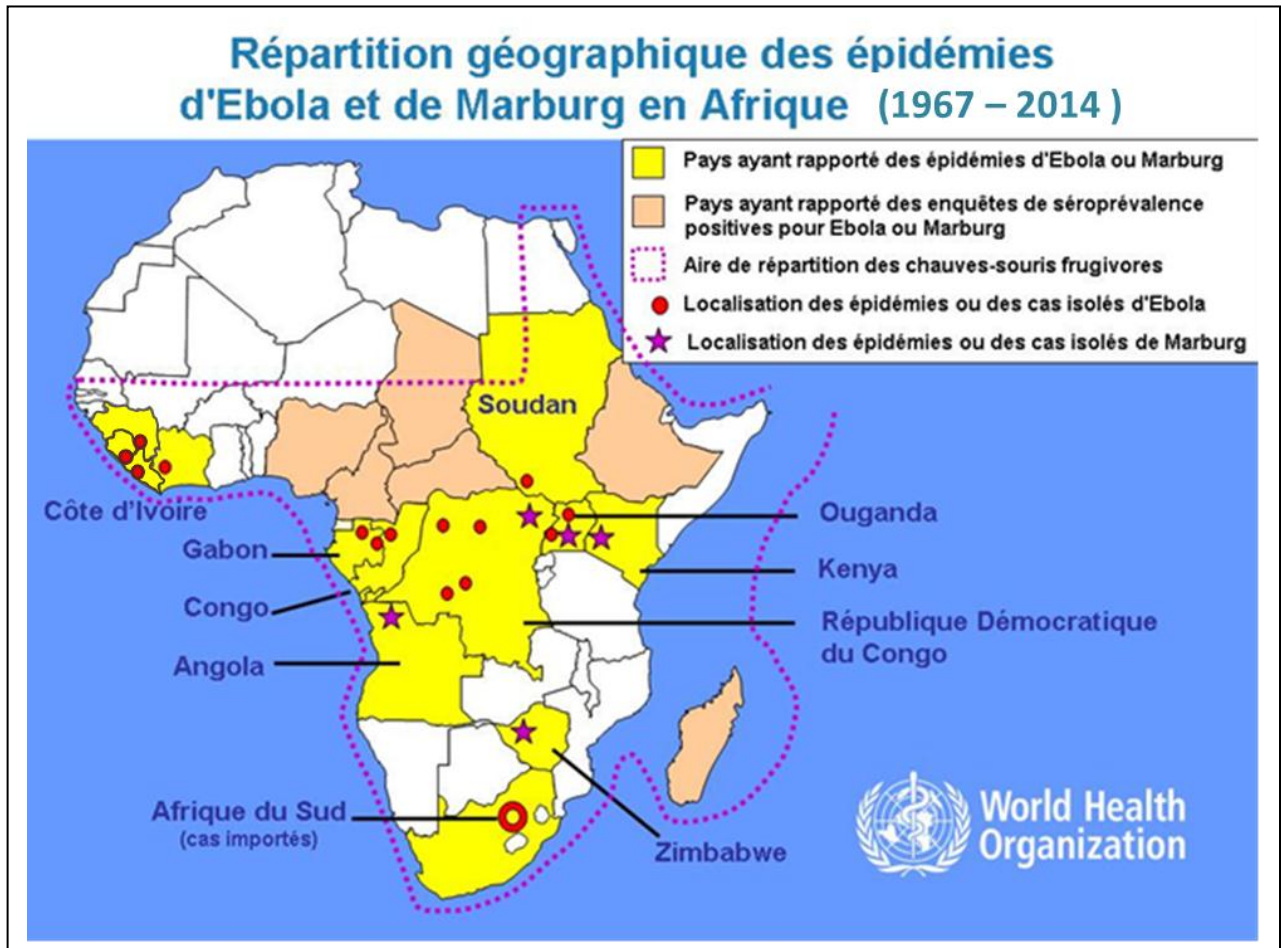 Répartition géographique des épidémies
d'Ebola et de Marburg en Afrique (1967 – 2014 )
Pays ayant rapporté des épidémies d'Ebola ou Marburg
Pays ayant rapporté des enquêtes de séroprévalence
positives pour Ebola ou Marburg
Aire de répartition des chauves-souris frugivores
Localisation des épidémies ou des cas isolés d'Ebola
Localisation des épidémies ou des cas isolés de Marburg
Soudan
Côte d'Ivoire
Gabon
Congo
Angola
Ouganda
Kenya
République Démocratique
du Congo
Afrique du Sud
(cas importés)
Zimbabwe
World Health
Organization